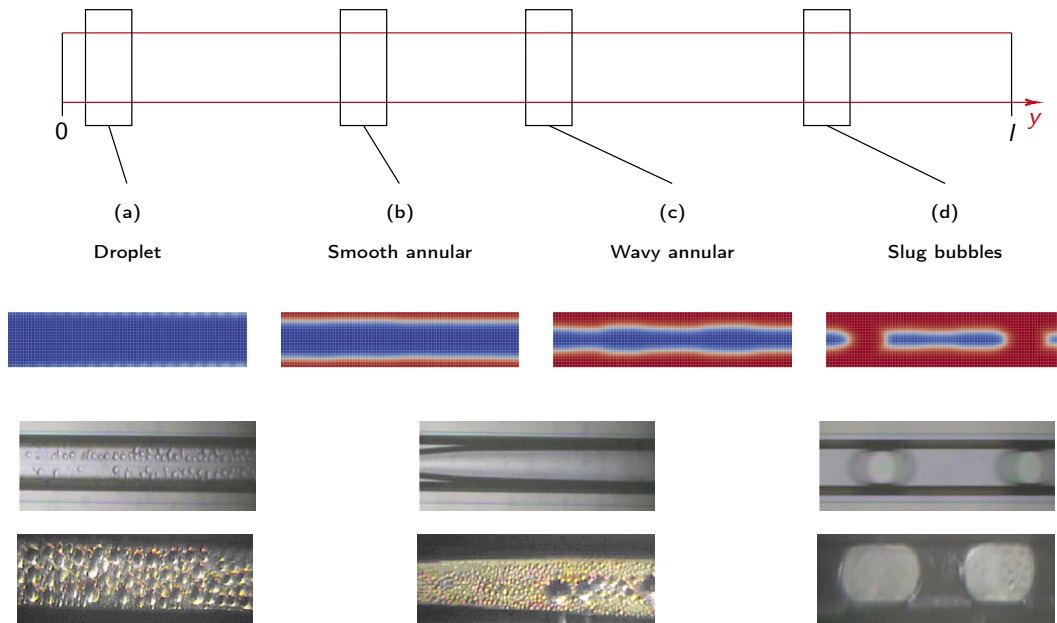 0
l
y
(a)
(b)
(c)
(d)
Droplet
Smooth annular
Wavy annular
Slug bubbles